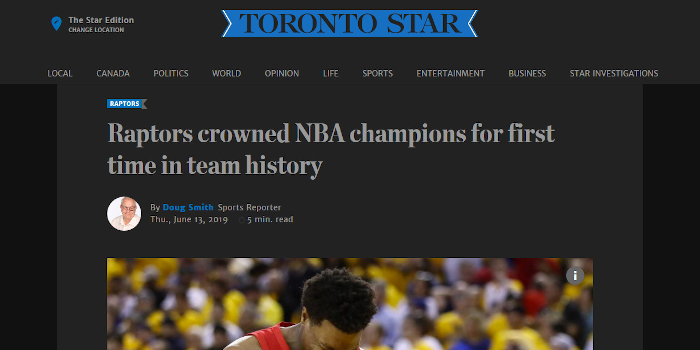 The Star Edition
CHANGE LOCATION
TORONTO STAR
LOCAL CANADA POLITICS WORLD OPINION LIFE SPORTS ENTERTAINMENT BUSINESS STAR INVESTIGATIONS
RAPTORS
Raptors crowned NBA champions for first
time in team history
By Doug Smith Sports Reporter
Thu., June 13, 2019 5 min. read
i